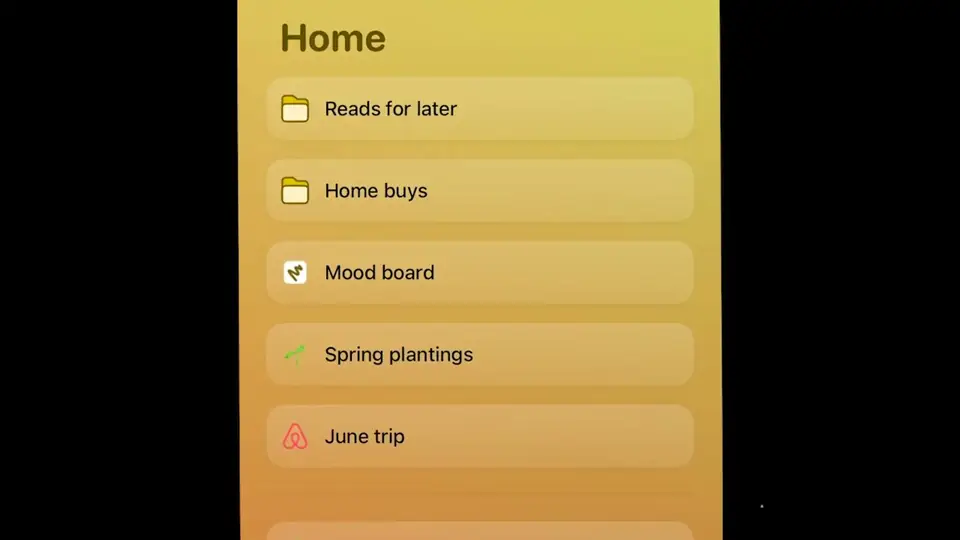 Home
Reads for later
Home buys
Mood board
Spring plantings
June trip